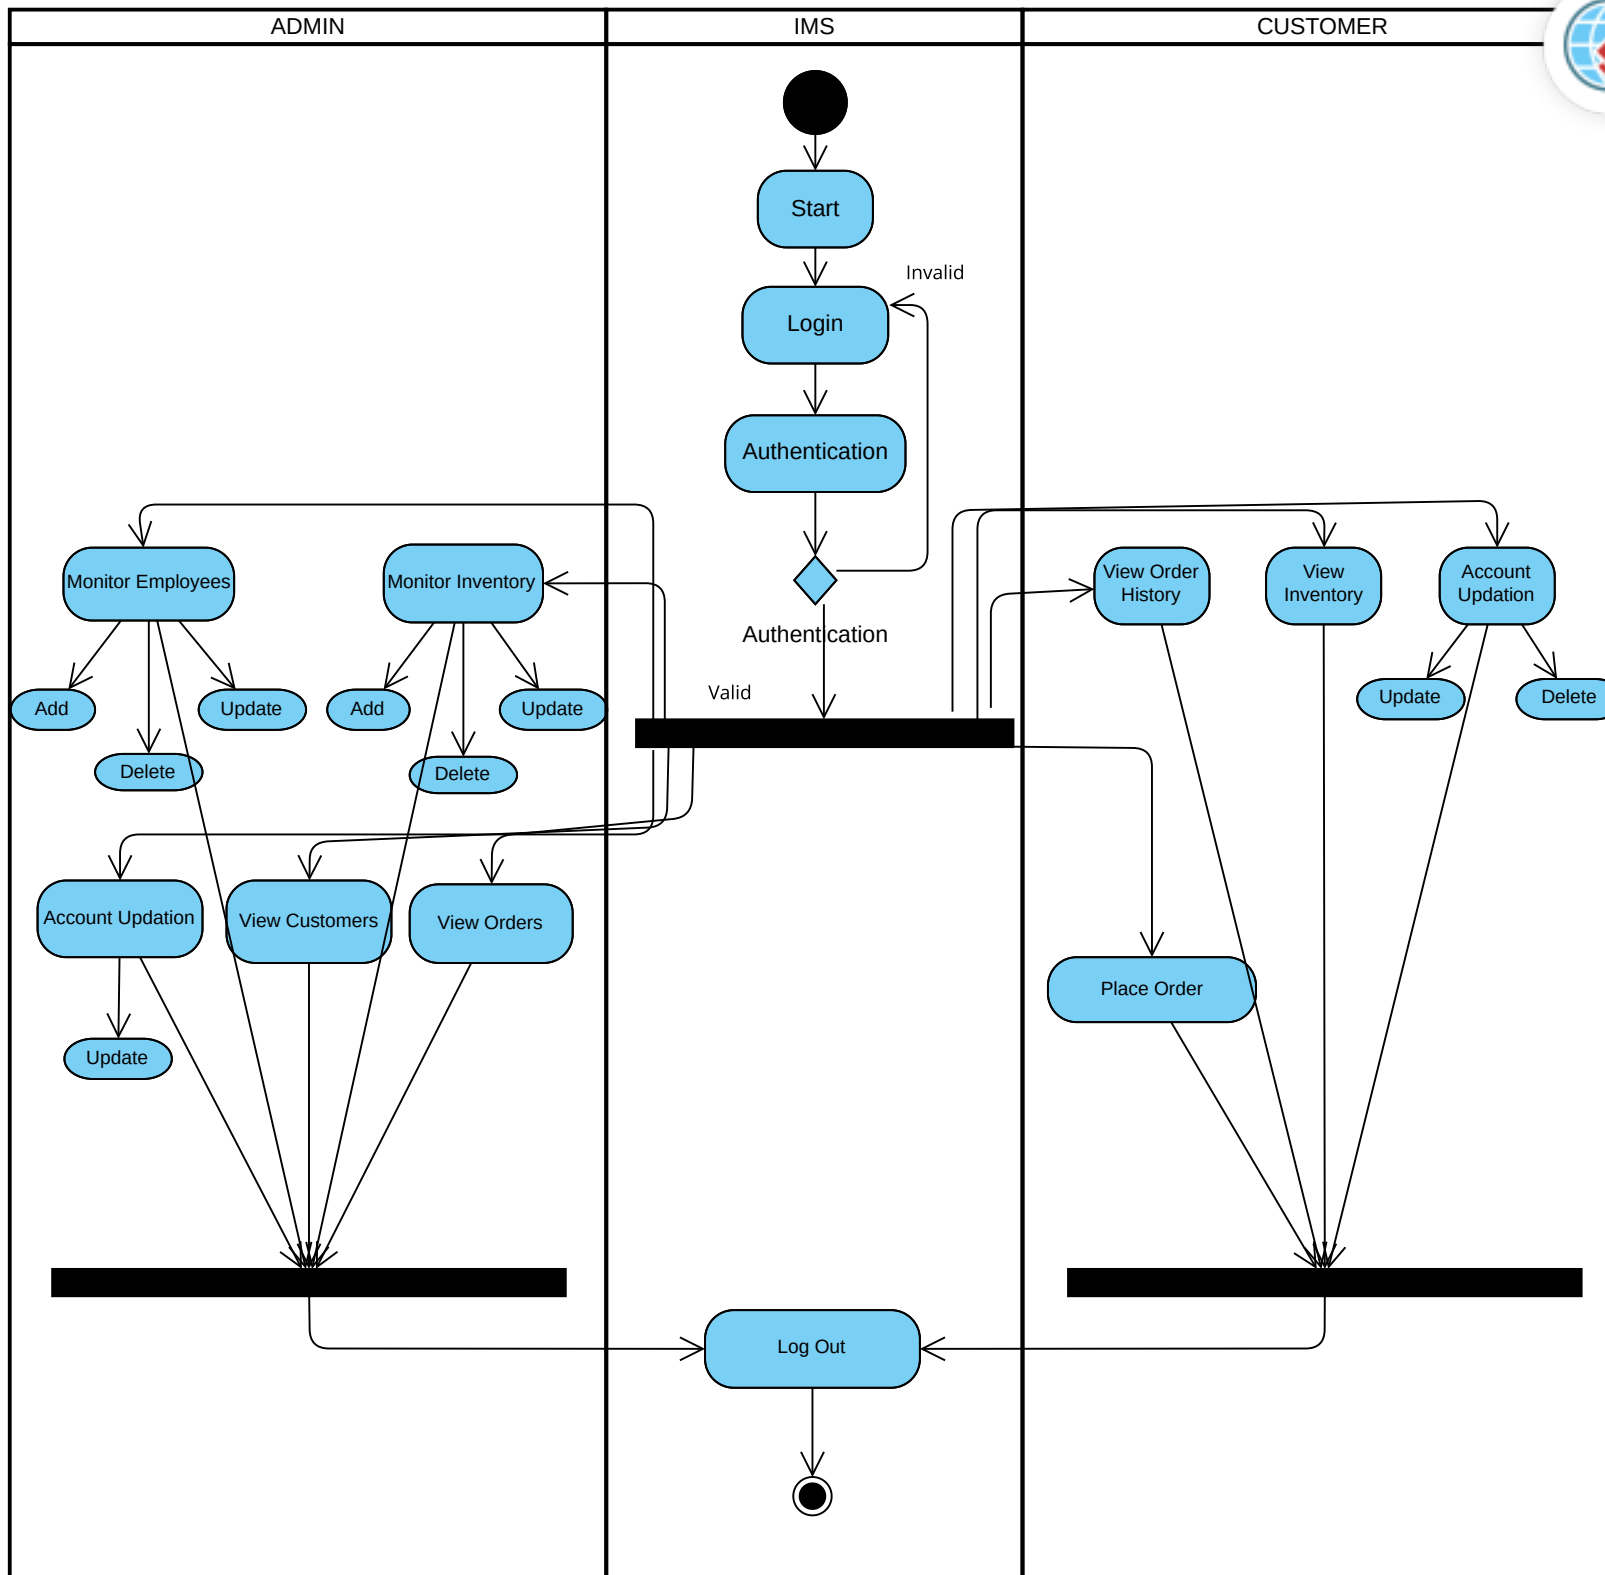 ADMIN
IMS
CUSTOMER
Start
Invalid
Login
Authentication
Monitor Employees
Monitor Inventory
View Order
History
View
Inventory
Account
Updation
Authentication
Valid
Add
Update
Add
Update
Update
Delete
Delete
Delete
Account Updation
View Customers
View Orders
Place Order
Update
Log Out